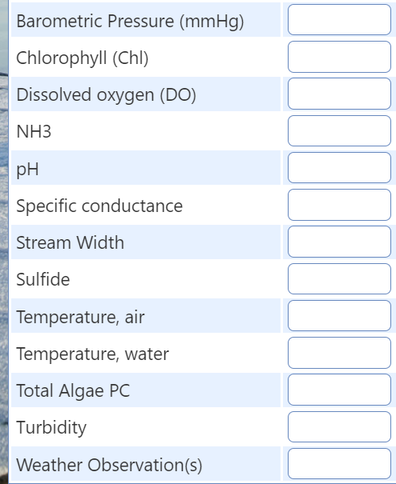 Barometric Pressure (mmHg)
Chlorophyll (Chl)
Dissolved oxygen (DO)
NH3
pH
Specific conductance
Stream Width
Sulfide
Temperature, air
Temperature, water
Total Algae PC
Turbidity
Weather Observation(s)